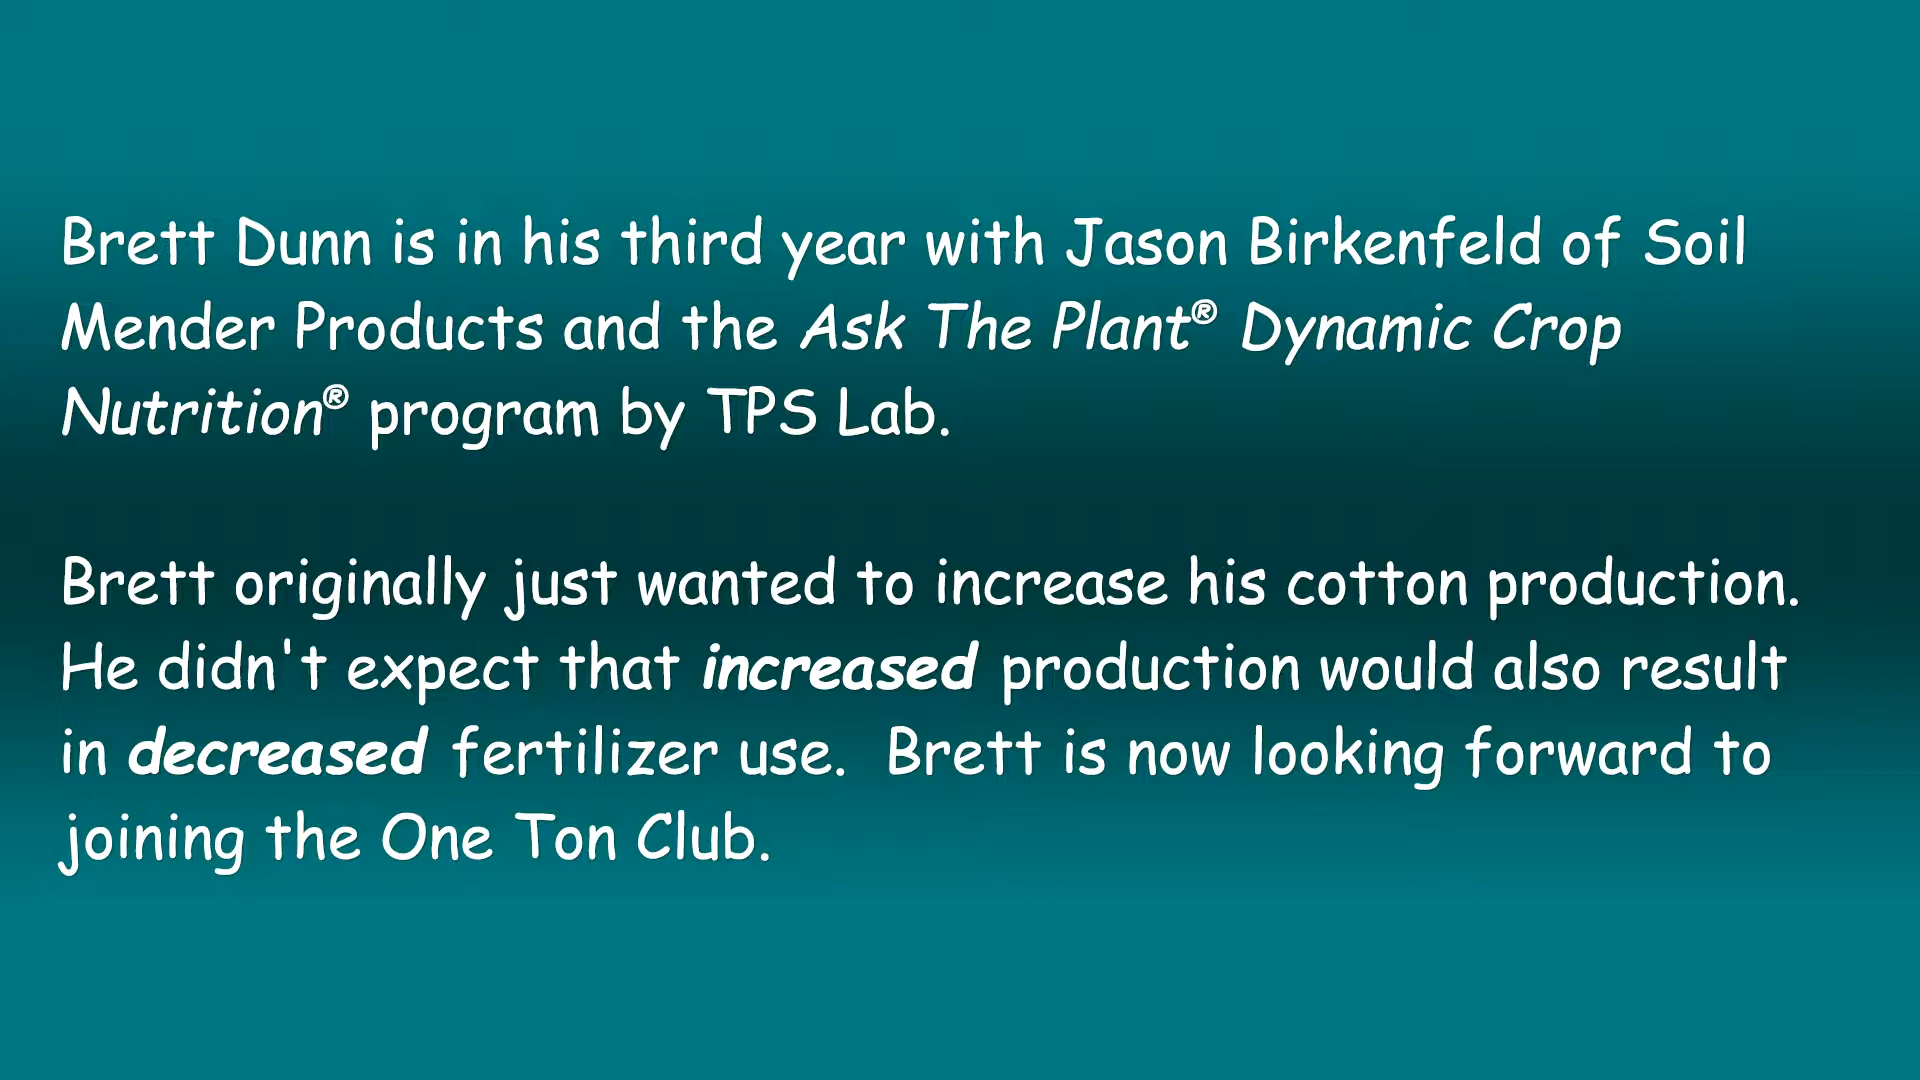 Brett Dunn is in his third year with Jason Birkenfeld of Soil
Mender Products and the Ask The Plant® Dynamic Crop
Nutrition® program by TPS Lab.
Brett originally just wanted to increase his cotton production.
He didn't expect that increased production would also result
in decreased fertilizer use.  Brett is now looking forward to
joining the One Ton Club.